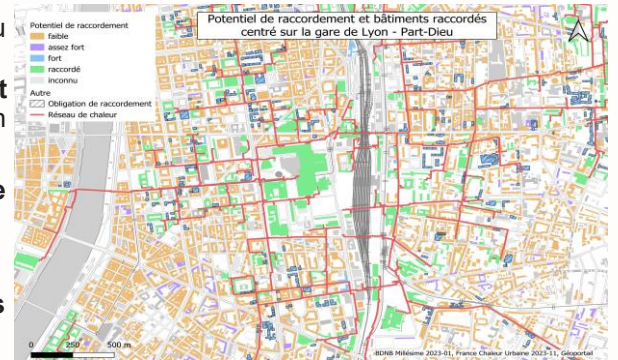 Potentiel de raccordement et bâtiments raccordés
centré sur la gare de Lyon - Part-Dieu
Potentiel de raccordement
faible
assez fort
fort
raccordé
inconnu
Autre
Obligation de raccordement
Réseau de chaleur
u
t
n
e
s
0 250 500 m
BDNB Millésime 2023-01, France Chaleur Urbaine 2023-11, Géoportail